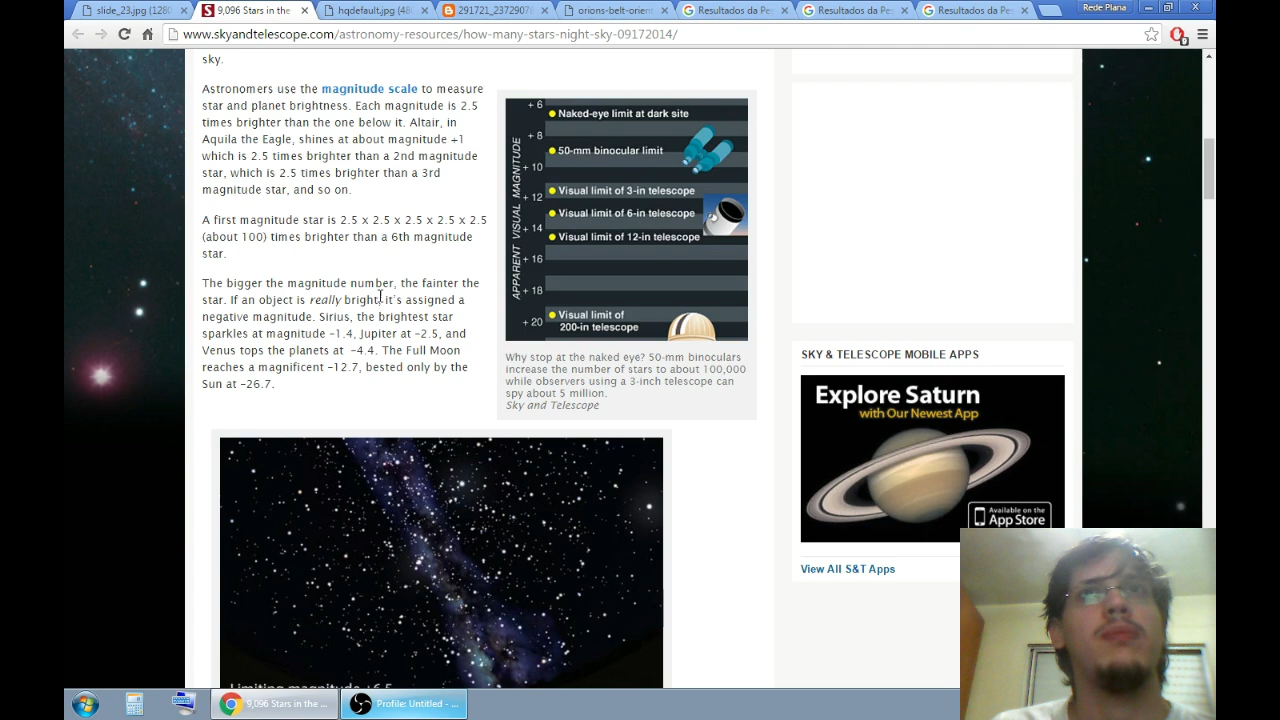 slide_23.jpg (1280
9,096 Stars in the
hqdefault.jpg (48
291721_2372907
orions-belt-orient
Resultados da Pes
Resultados da Pes
Resultados da Pes
Rede Plana
www.skyandtelescope.com/astronomy-resources/how-many-stars-night-sky-09172014/
sky.
Astronomers use the magnitude scale to measure
star and planet brightness. Each magnitude is 2.5
times brighter than the one below it. Altair, in
Aquila the Eagle, shines at about magnitude +1
which is 2.5 times brighter than a 2nd magnitude
star, which is 2.5 times brighter than a 3rd
magnitude star, and so on.
A first magnitude star is 2.5 x 2.5 x 2.5 x 2.5 x 2.5
(about 100) times brighter than a 6th magnitude
star.
The bigger the magnitude number, the fainter the
star. If an object is really bright, it's assigned a
negative magnitude. Sirius, the brightest star
sparkles at magnitude –1.4, Jupiter at –2.5, and
Venus tops the planets at –4.4. The Full Moon
reaches a magnificent –12.7, bested only by the
Sun at –26.7.
APPARENT VISUAL MAGNITUDE
+ 6
+ 8
+ 10
+ 12
+ 14
+ 16
+ 18
+ 20
Naked-eye limit at dark site
50-mm binocular limit
Visual limit of 3-in telescope
Visual limit of 6-in telescope
Visual limit of 12-in telescope
Visual limit of
200-in telescope
Why stop at the naked eye? 50-mm binoculars
increase the number of stars to about 100,000
while observers using a 3-inch telescope can
spy about 5 million.
Sky and Telescope
Limiting magnitude +6.5
SKY & TELESCOPE MOBILE APPS
Explore Saturn
with Our Newest App
Available on the
App Store
View All S&T Apps
9,096 Stars in the ...
Profile: Untitled - ...